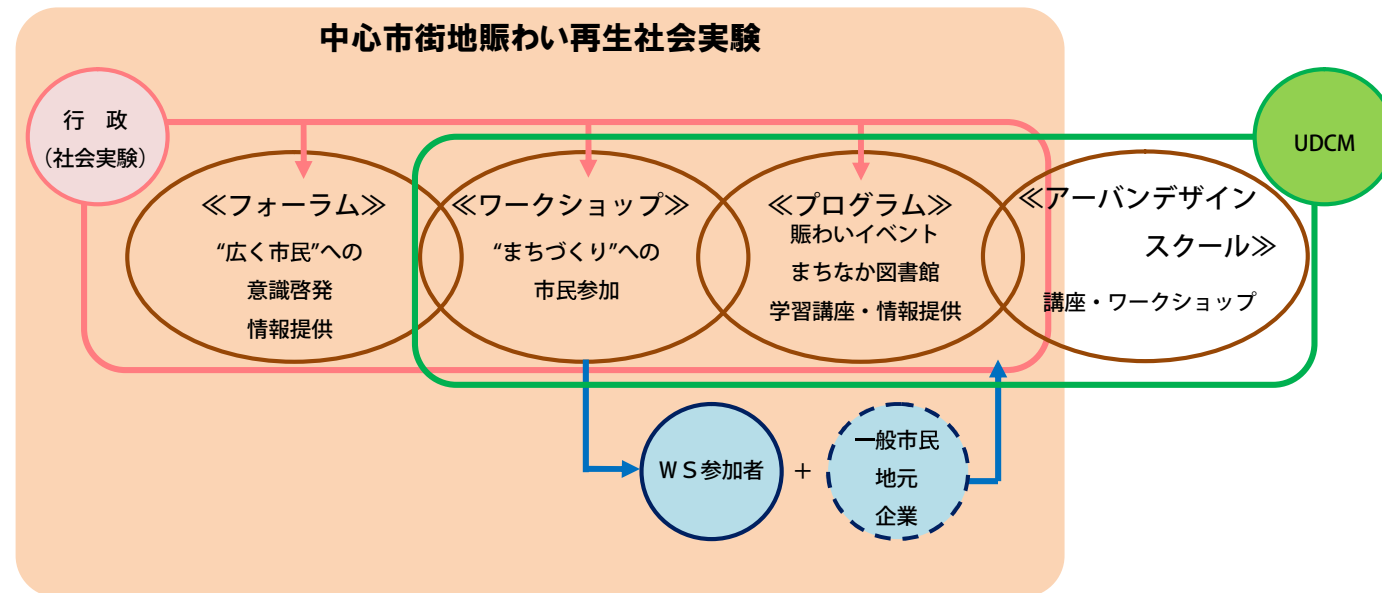 中心市街地賑わい再生社会実験
行　政
（社会実験）
UDCM
≪フォーラム≫
“広く市民”への
意識啓発
情報提供
≪ワークショップ≫
“まちづくり”への
市民参加
≪プログラム≫
賑わいイベント
まちなか図書館
学習講座・情報提供
≪アーバンデザイン
スクール≫
講座・ワークショップ
ＷＳ参加者
＋
一般市民
地元
企業